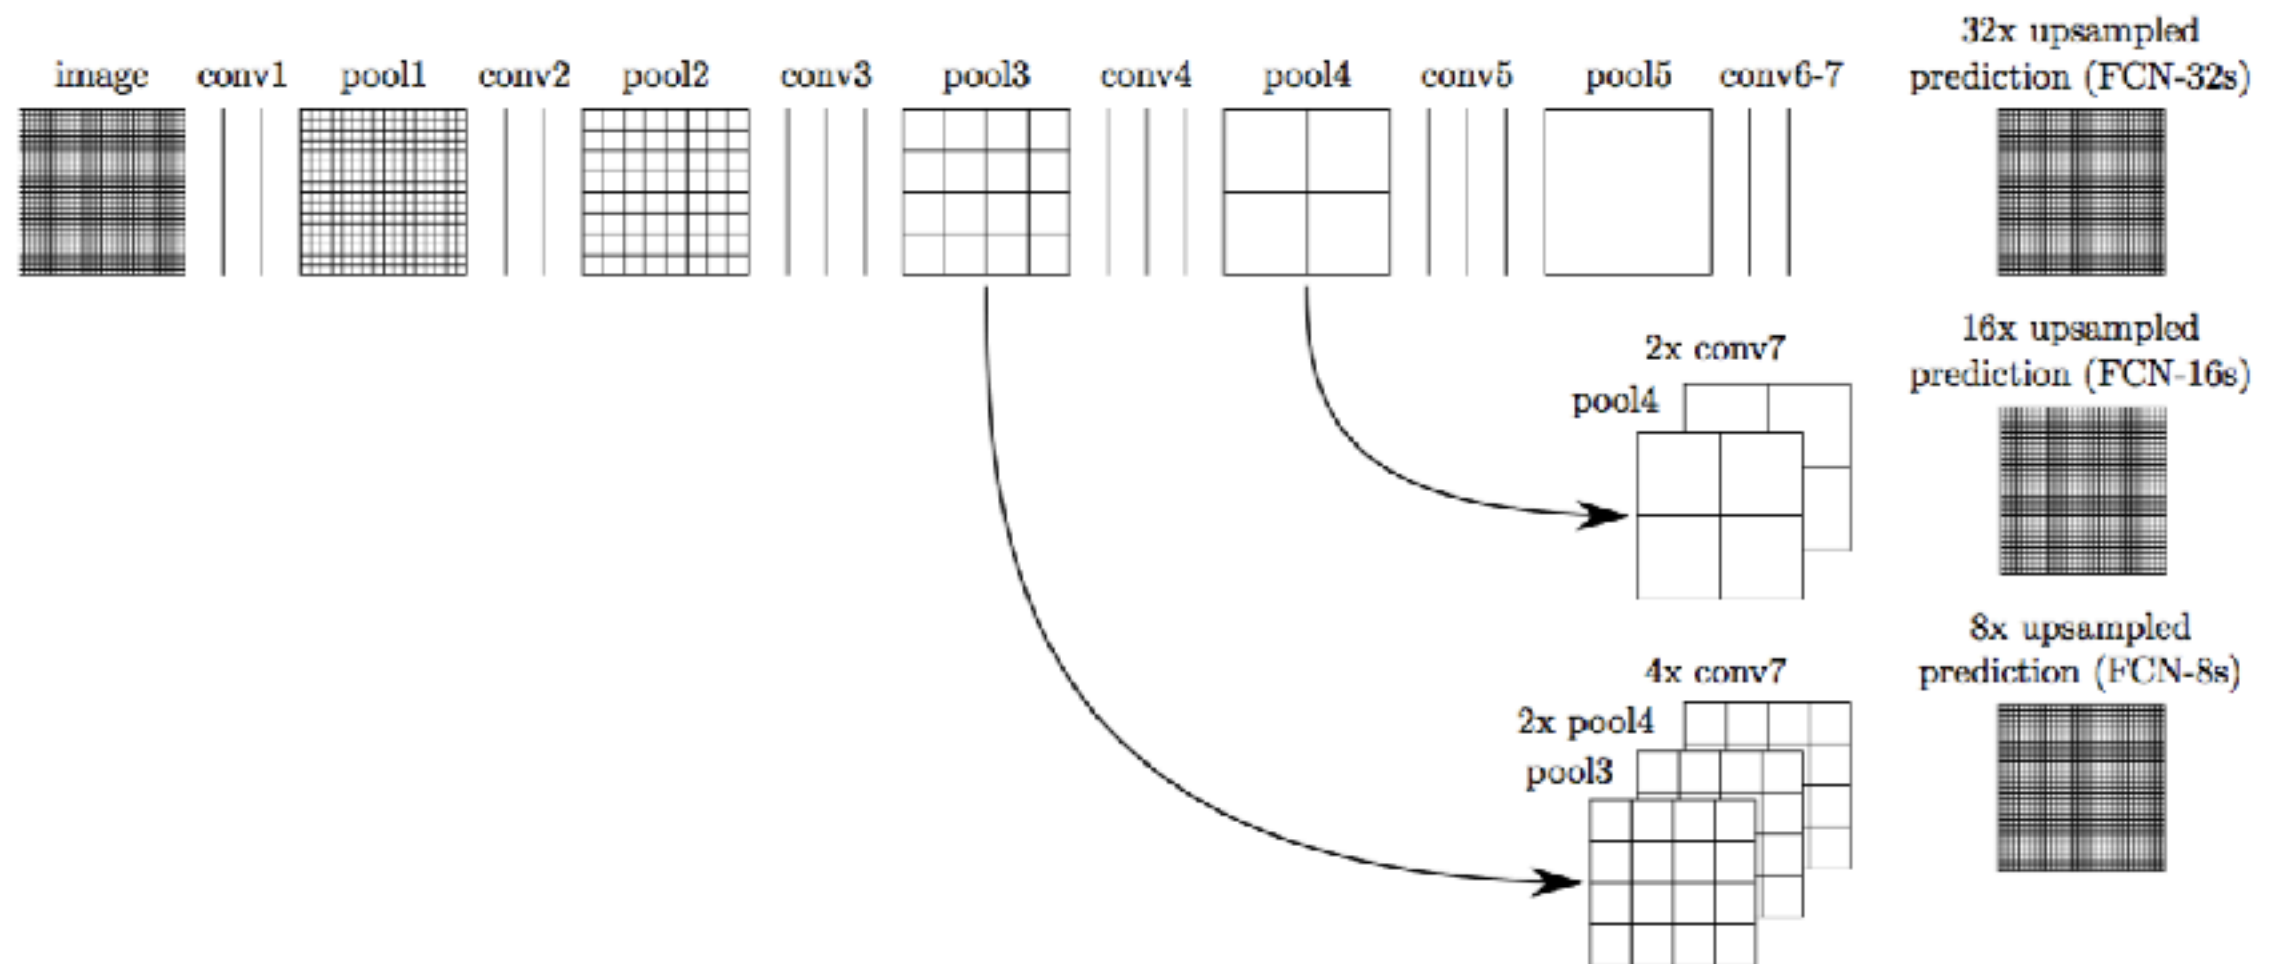 image conv1 pool1 conv2 pool2 conv3 pool3 conv4 pool4 conv5 pool5 conv6-7
32x upsampled
prediction (FCN-32s)
2x conv7
pool4
16x upsampled
prediction (FCN-16s)
4x conv7
2x pool4
pool3
8x upsampled
prediction (FCN-8s)